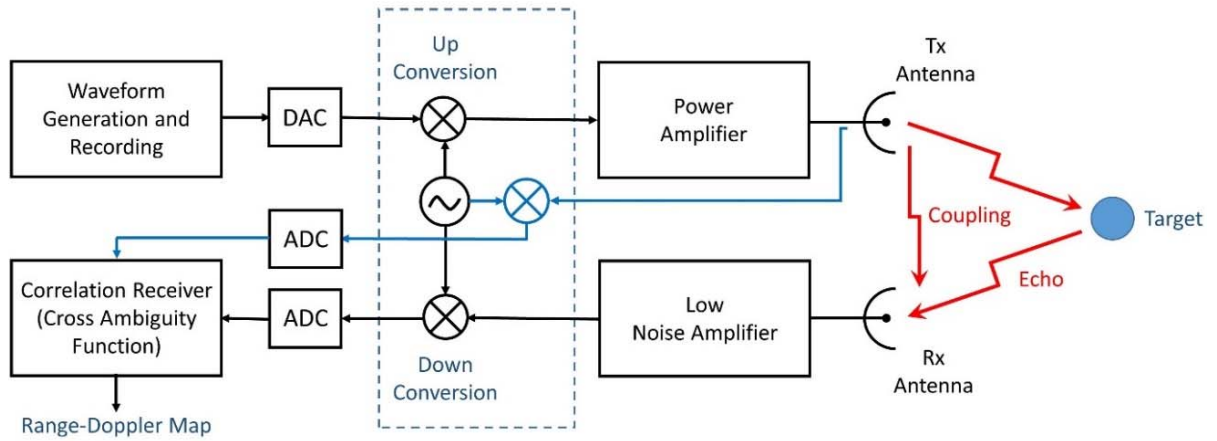 Waveform
Generation and
Recording
DAC
Up
Conversion
Power
Amplifier
Tx
Antenna
Coupling
Target
Echo
ADC
Correlation Receiver
(Cross Ambiguity
Function)
ADC
Down
Conversion
Low
Noise Amplifier
Rx
Antenna
Range-Doppler Map